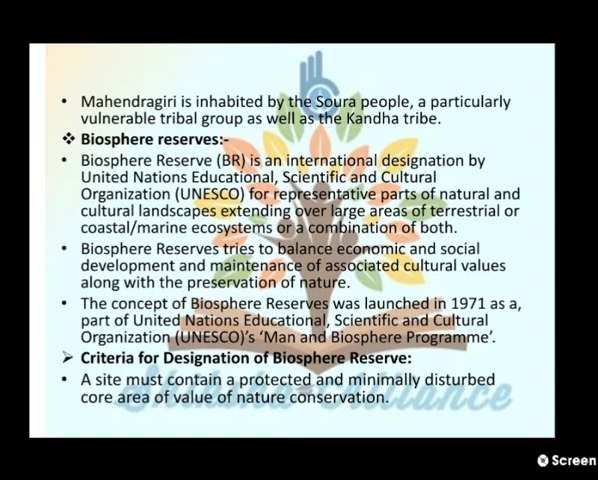 • Mahendragiri is inhabited by the Soura people, a particularly
vulnerable tribal group as well as the Kandha tribe.
❖ Biosphere reserves:-
• Biosphere Reserve (BR) is an international designation by
United Nations Educational, Scientific and Cultural
Organization (UNESCO) for representative parts of natural and
cultural landscapes extending over large areas of terrestrial or
coastal/marine ecosystems or a combination of both.
• Biosphere Reserves tries to balance economic and social
development and maintenance of associated cultural values
along with the preservation of nature.
• The concept of Biosphere Reserves was launched in 1971 as a,
part of United Nations Educational, Scientific and Cultural
Organization (UNESCO)'s 'Man and Biosphere Programme'.
➢ Criteria for Designation of Biosphere Reserve:
• A site must contain a protected and minimally disturbed
core area of value of nature conservation.
Shiksha Alliance
Screen